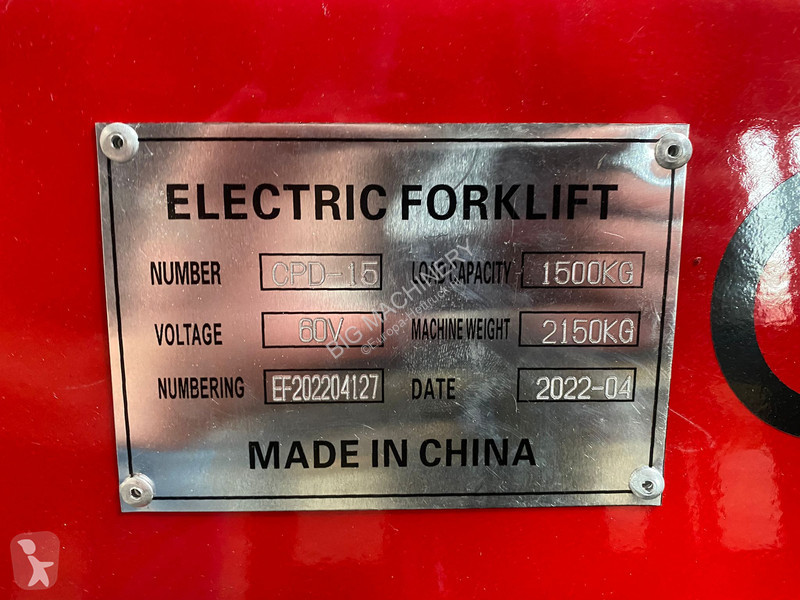 ELECTRIC FORKLIFT
NUMBER CPD-15 LOAD CAPACITY 1500KG
VOLTAGE 60V MACHINE WEIGHT 2150KG
NUMBERING EF202204127 DATE 2022-04
MADE IN CHINA
BIG MACHINERY